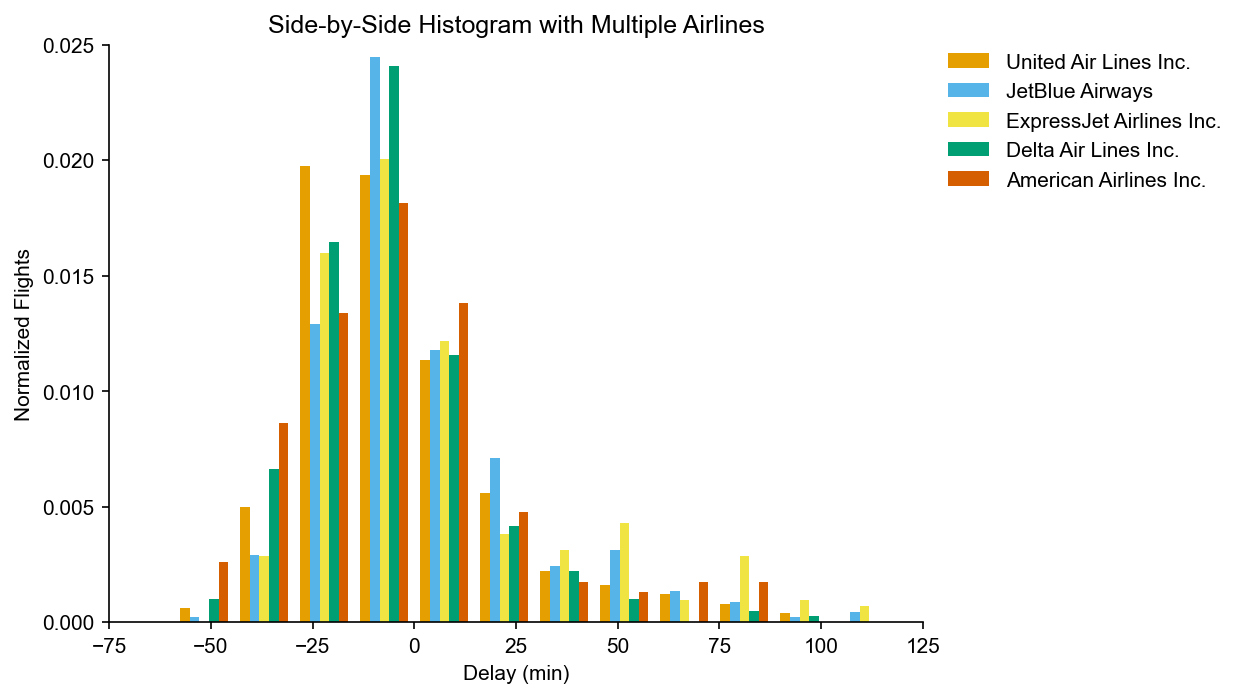 Side-by-Side Histogram with Multiple Airlines
0.025
0.020
0.015
0.010
0.005
0.000
Normalized Flights
−75 −50 −25 0 25 50 75 100 125
Delay (min)
United Air Lines Inc.
JetBlue Airways
ExpressJet Airlines Inc.
Delta Air Lines Inc.
American Airlines Inc.